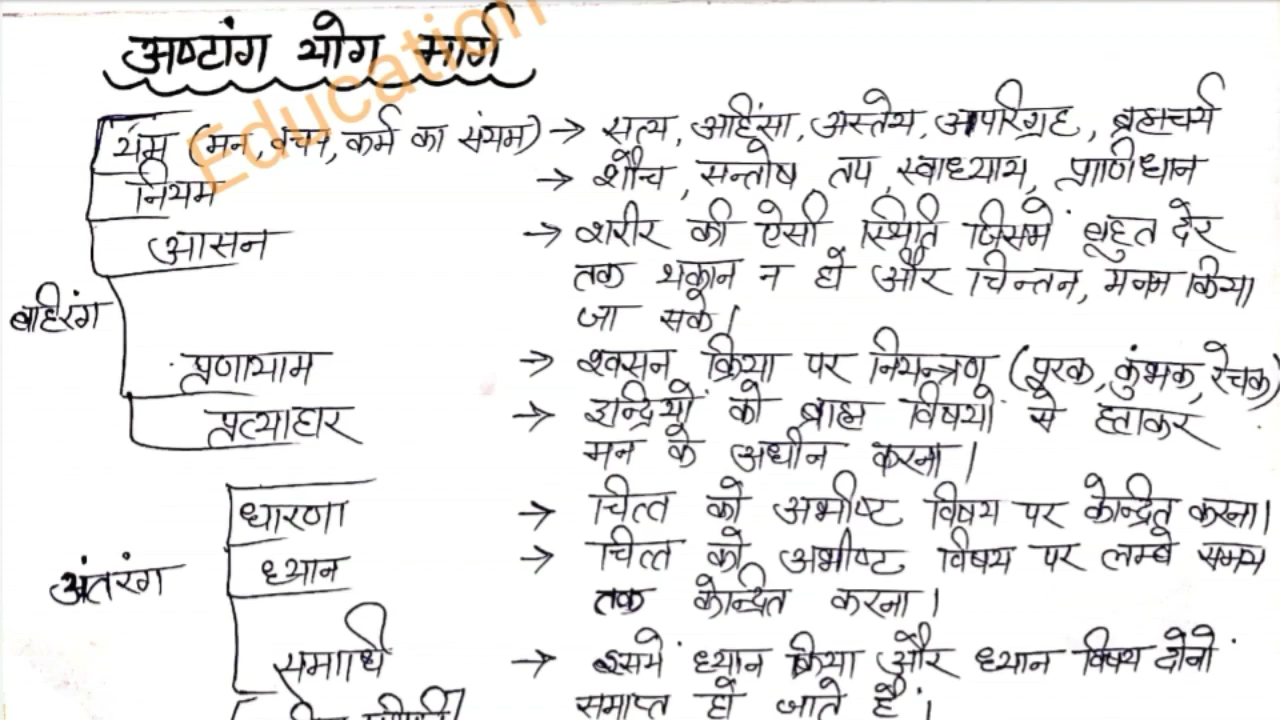 अष्टांग योग मार्ग
Education
यम (मन, वचन, कर्म का संयम) → सत्य, अहिंसा, अस्तेय, अपरिग्रह, ब्रह्मचर्य
नियम → शौच, सन्तोष तप, स्वाध्याय, प्राणिधान
आसन → शरीर की ऐसी स्थिति जिसमें बहुत देर
तक थकान न हो और चिन्तन, मनन किया
जा सके।
बहिरंग
प्रणायाम → श्वसन क्रिया पर नियन्त्रण (पूरक, कुंभक, रेचक)
प्रत्याहार → इन्द्रियों को ब्राह्म विषयों से हटाकर
मन के अधीन करना।
धारणा → चित्त को अभीष्ट विषय पर केन्द्रित करना।
ध्यान → चित्त को अभीष्ट विषय पर लम्बे समय
अंतरंग
तक केन्द्रित करना।
समाधि → इसमें ध्यान क्रिया और ध्यान विषय दोनों
समाप्त हो जाते है।